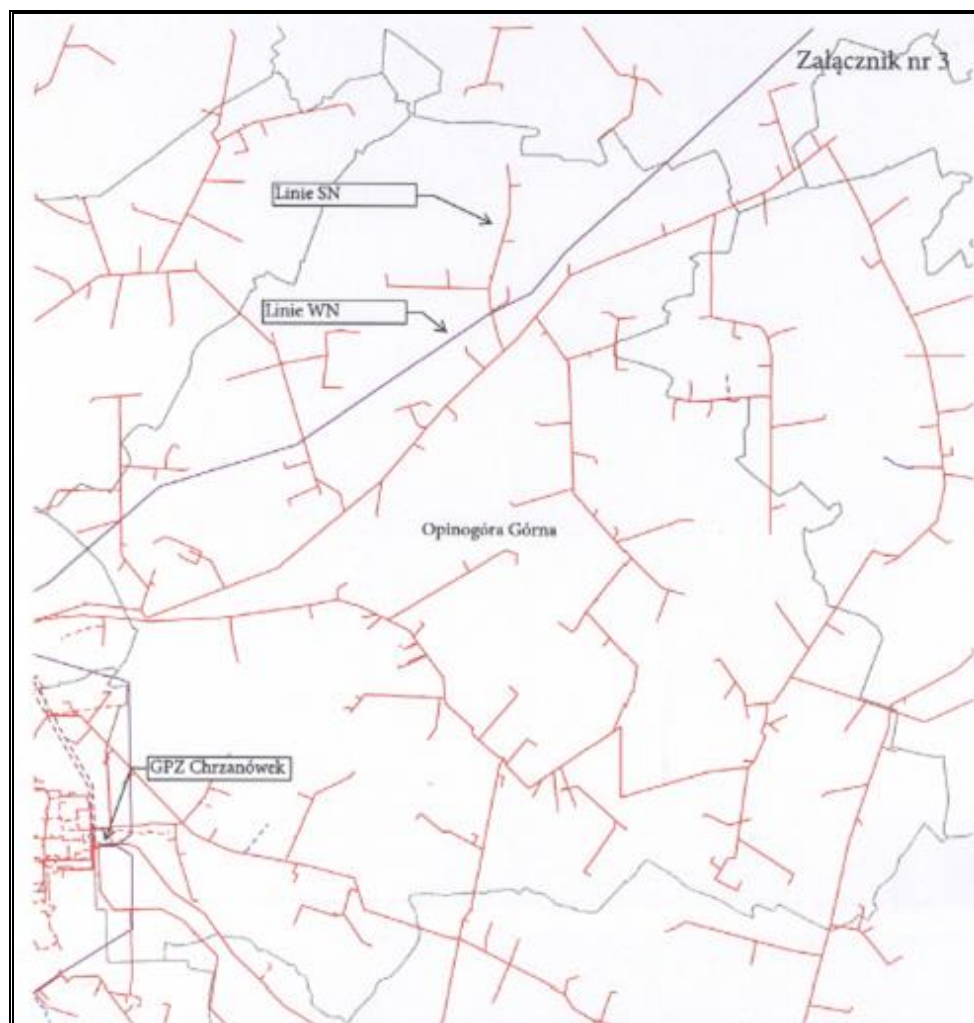 Załącznik nr 3
Linie SN
Linie WN
Opinogóra Górna
GPZ Chrzanówek